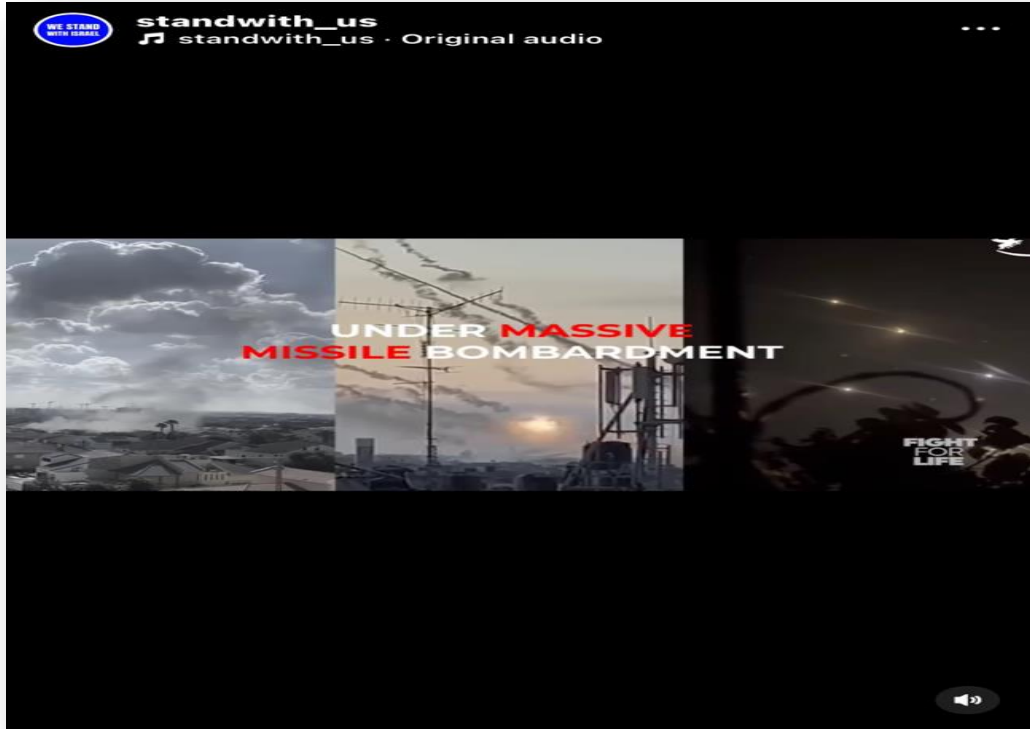 WE STAND
WITH ISRAEL
standwith_us
standwith_us · Original audio
UNDER MASSIVE
MISSILE BOMBARDMENT
FIGHT
FOR
LIFE